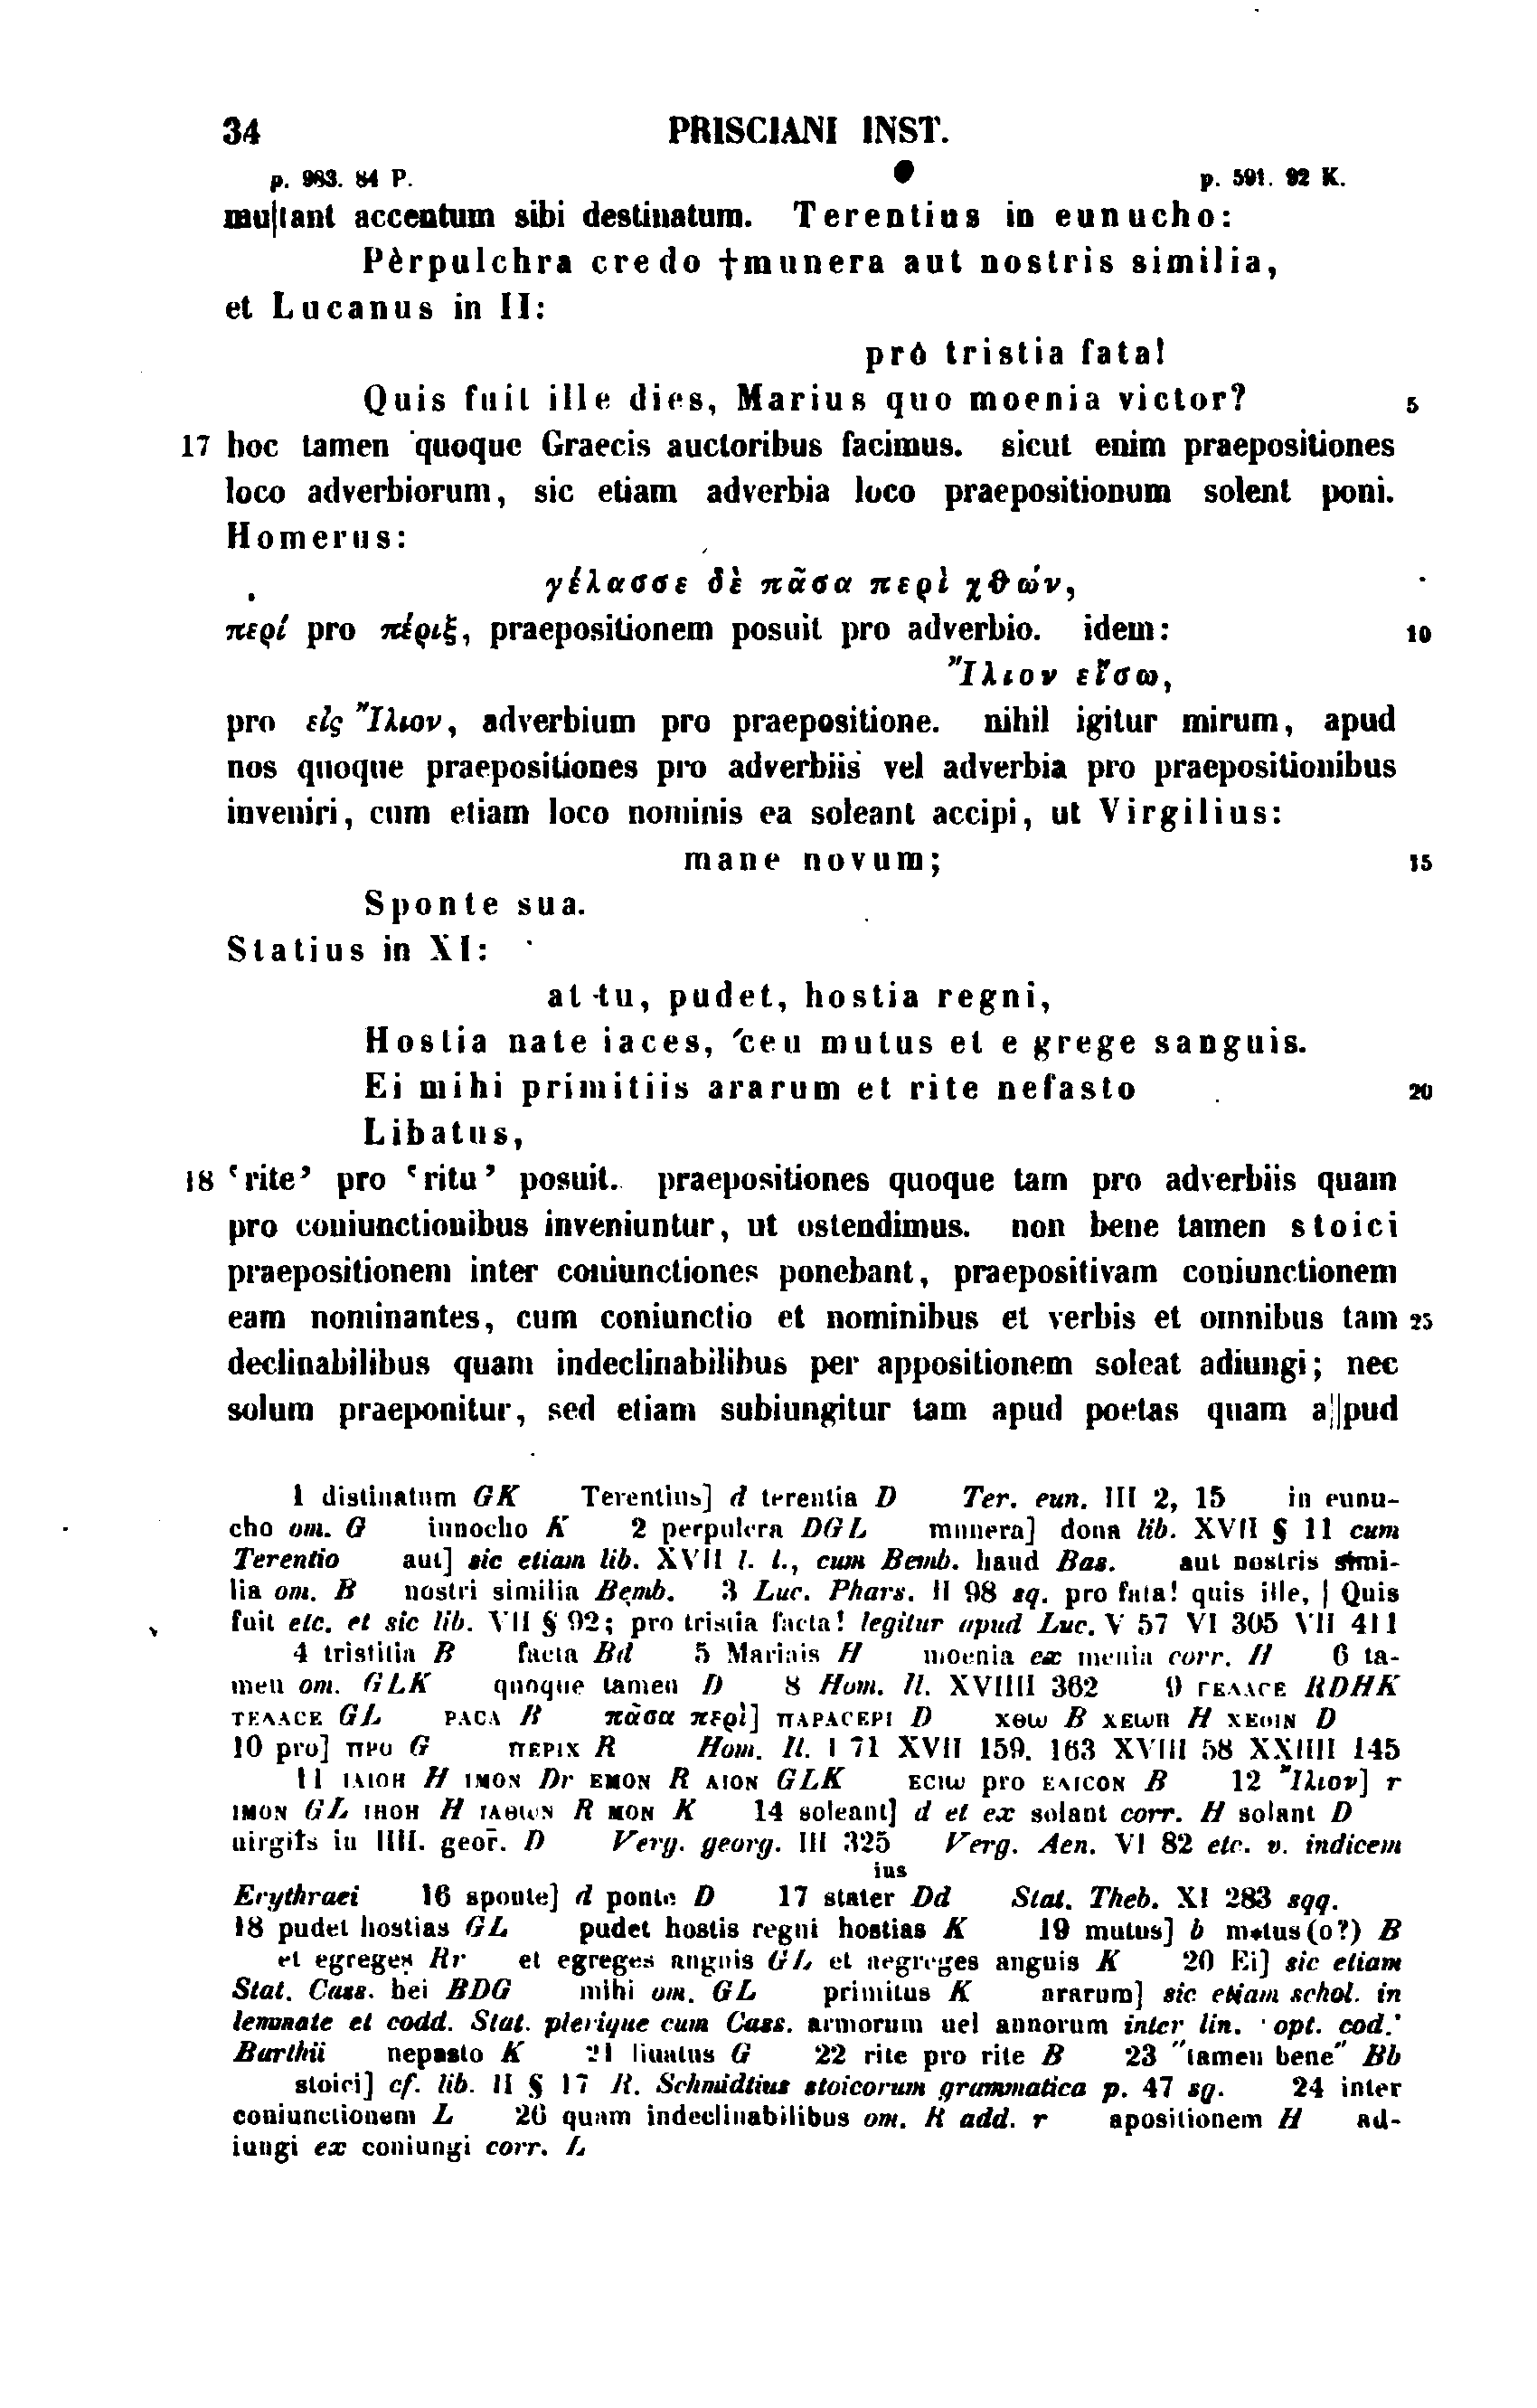 34 PRISCIANI INST.
p. 983. 84 P. p. 591. 92 K.
mu|tant accentum sibi destinatum. Terentius in eunucho:
Pèrpulchra credo †munera aut nostris similia,
et Lucanus in II:
prô tristia fata!
Quis fuit ille dies, Marius quo moenia victor? 5
17 hoc tamen quoque Graecis auctoribus facimus. sicut enim praepositiones
loco adverbiorum, sic etiam adverbia loco praepositionum solent poni.
Homerus:
γέλασσε δὲ πᾶσα περὶ χθών,
περί pro πέριξ, praepositionem posuit pro adverbio. idem: 10
Ἴλιον εἴσω,
pro εἰς Ἴλιον, adverbium pro praepositione. nihil igitur mirum, apud
nos quoque praepositiones pro adverbiis vel adverbia pro praepositionibus
inveniri, cum etiam loco nominis ea soleant accipi, ut Virgilius:
mane novum; 15
Sponte sua.
Statius in XI:
at tu, pudet, hostia regni,
Hostia nate iaces, ceu mutus et e grege sanguis.
Ei mihi primitiis ararum et rite nefasto 20
Libatus,
18 ‘rite’ pro ‘ritu’ posuit. praepositiones quoque tam pro adverbiis quam
pro coniunctionibus inveniuntur, ut ostendimus. non bene tamen stoici
praepositionem inter coniunctiones ponebant, praepositivam coniunctionem
eam nominantes, cum coniunctio et nominibus et verbis et omnibus tam 25
declinabilibus quam indeclinabilibus per appositionem soleat adiungi; nec
solum praeponitur, sed etiam subiungitur tam apud poetas quam a||pud
1 distinatum GK Terentius] d terentia D Ter. eun. III 2, 15 in eunu-
cho om. G innocho K 2 perpulcra DGL munera] dona lib. XVII § 11 cum
Terentio aut] sic etiam lib. XVII l. l., cum Bemb. haud Bas. aut nostris simi-
lia om. B nostri similia Bemb. 3 Luc. Phars. II 98 sq. pro fata! quis ille, | Quis
fuit etc. et sic lib. VII § 92; pro tristia facta! legitur apud Luc. V 57 VI 305 VII 411
4 tristitia B facta Bd 5 Mariais H moenia ex menia corr. H 6 ta-
men om. GLK quoque tamen D 8 Hom. Il. XVIIII 362 9 ΓΕΛΑCΕ RDHK
ΤΕΛΑCΕ GL ΡΑCΑ R πᾶσα περὶ] ΠΑΡΑCΕΡΙ D ΧΘω Β ΧΕωΠ H ΧΕΟΙΝ D
10 pro] ΠΡΟ G ΠΕΡΙΧ R Hom. Il. I 71 XVII 159. 163 XVIII 58 XXIIII 145
11 ΙΛΙΟΗ H ΙΜΟΝ Dr ΕΜΟΝ R ΑΙΟΝ GLK ΕCΙω pro ΕΛΙCΟΝ B 12 Ἴλιον] r
ΙΜΟΝ GL ΙΗΟΗ H ΙΛΘωΝ R ΜΟΝ K 14 soleant] d et ex solant corr. H solant D
uirgiłs in IIII. geor̄. D Verg. georg. III 325 Verg. Aen. VI 82 etc. v. indicem
ius
Erythraei 16 sponte] d ponte D 17 stater Dd Stat. Theb. XI 283 sqq.
18 pudet hostias GL pudet hostis regni hostias K 19 mutus] b m*tus (o?) B
et egreges Rr et egreges anguis GL et aegreges anguis K 20 Ei] sic etiam
Stat. Cass. hei BDG mihi om. GL primitus K ararum] sic etiam schol. in
lemmate et codd. Stat. plerique cum Cass. armorum uel annorum inter lin. ‘opt. cod.’
Barthii nepasto K 21 liuatus G 22 rite pro rite B 23 "tamen bene" Bb
stoici] cf. lib. II § 17 R. Schmidtius stoicorum grammatica p. 47 sq. 24 inter
coniunctionem L 26 quam indeclinabilibus om. R add. r apositionem H ad-
iungi ex coniungi corr. L